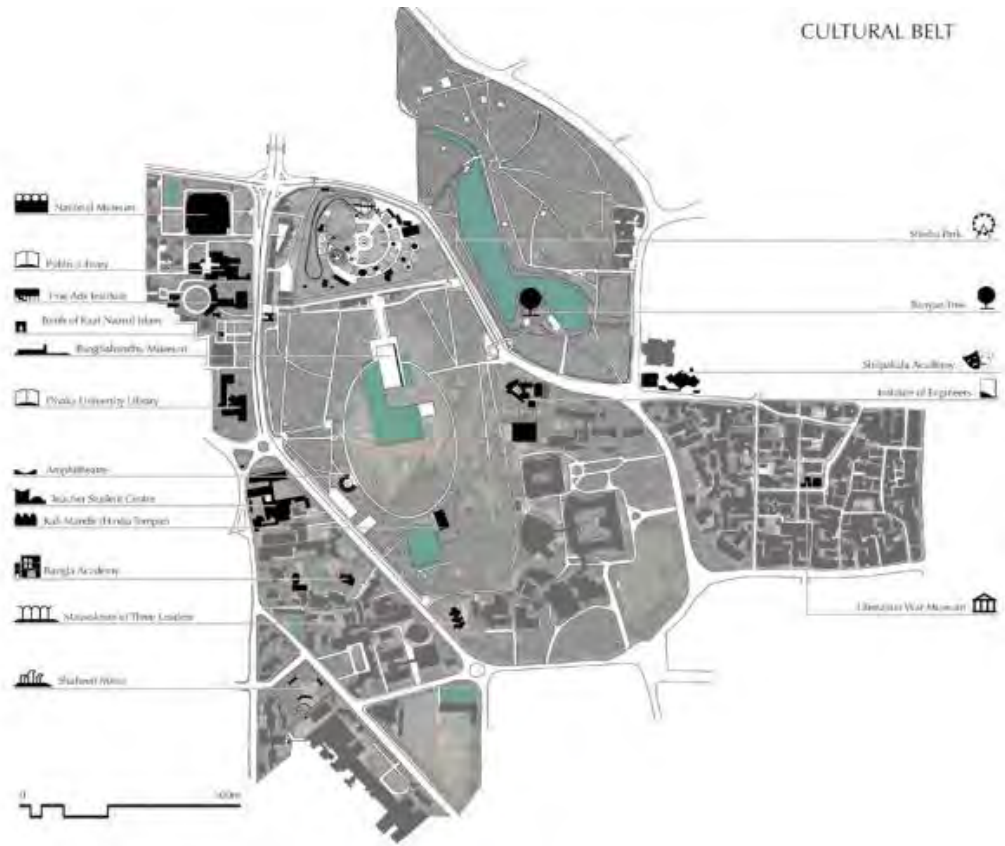 CULTURAL BELT
National Museum
Public Library
Fine Arts Institute
Tomb of Kazi Nazrul Islam
Museum
Dhaka University Library
Amphitheatre
Teacher Student Centre
Kali Mandir (Hindu Temple)
Bangla Academy
Mausoleum of Three Leaders
Shaheed Minar
Shishu Park
Banyan Tree
Shilpakala Academy
Institute of Engineers
Liberation War Museum
0
500m